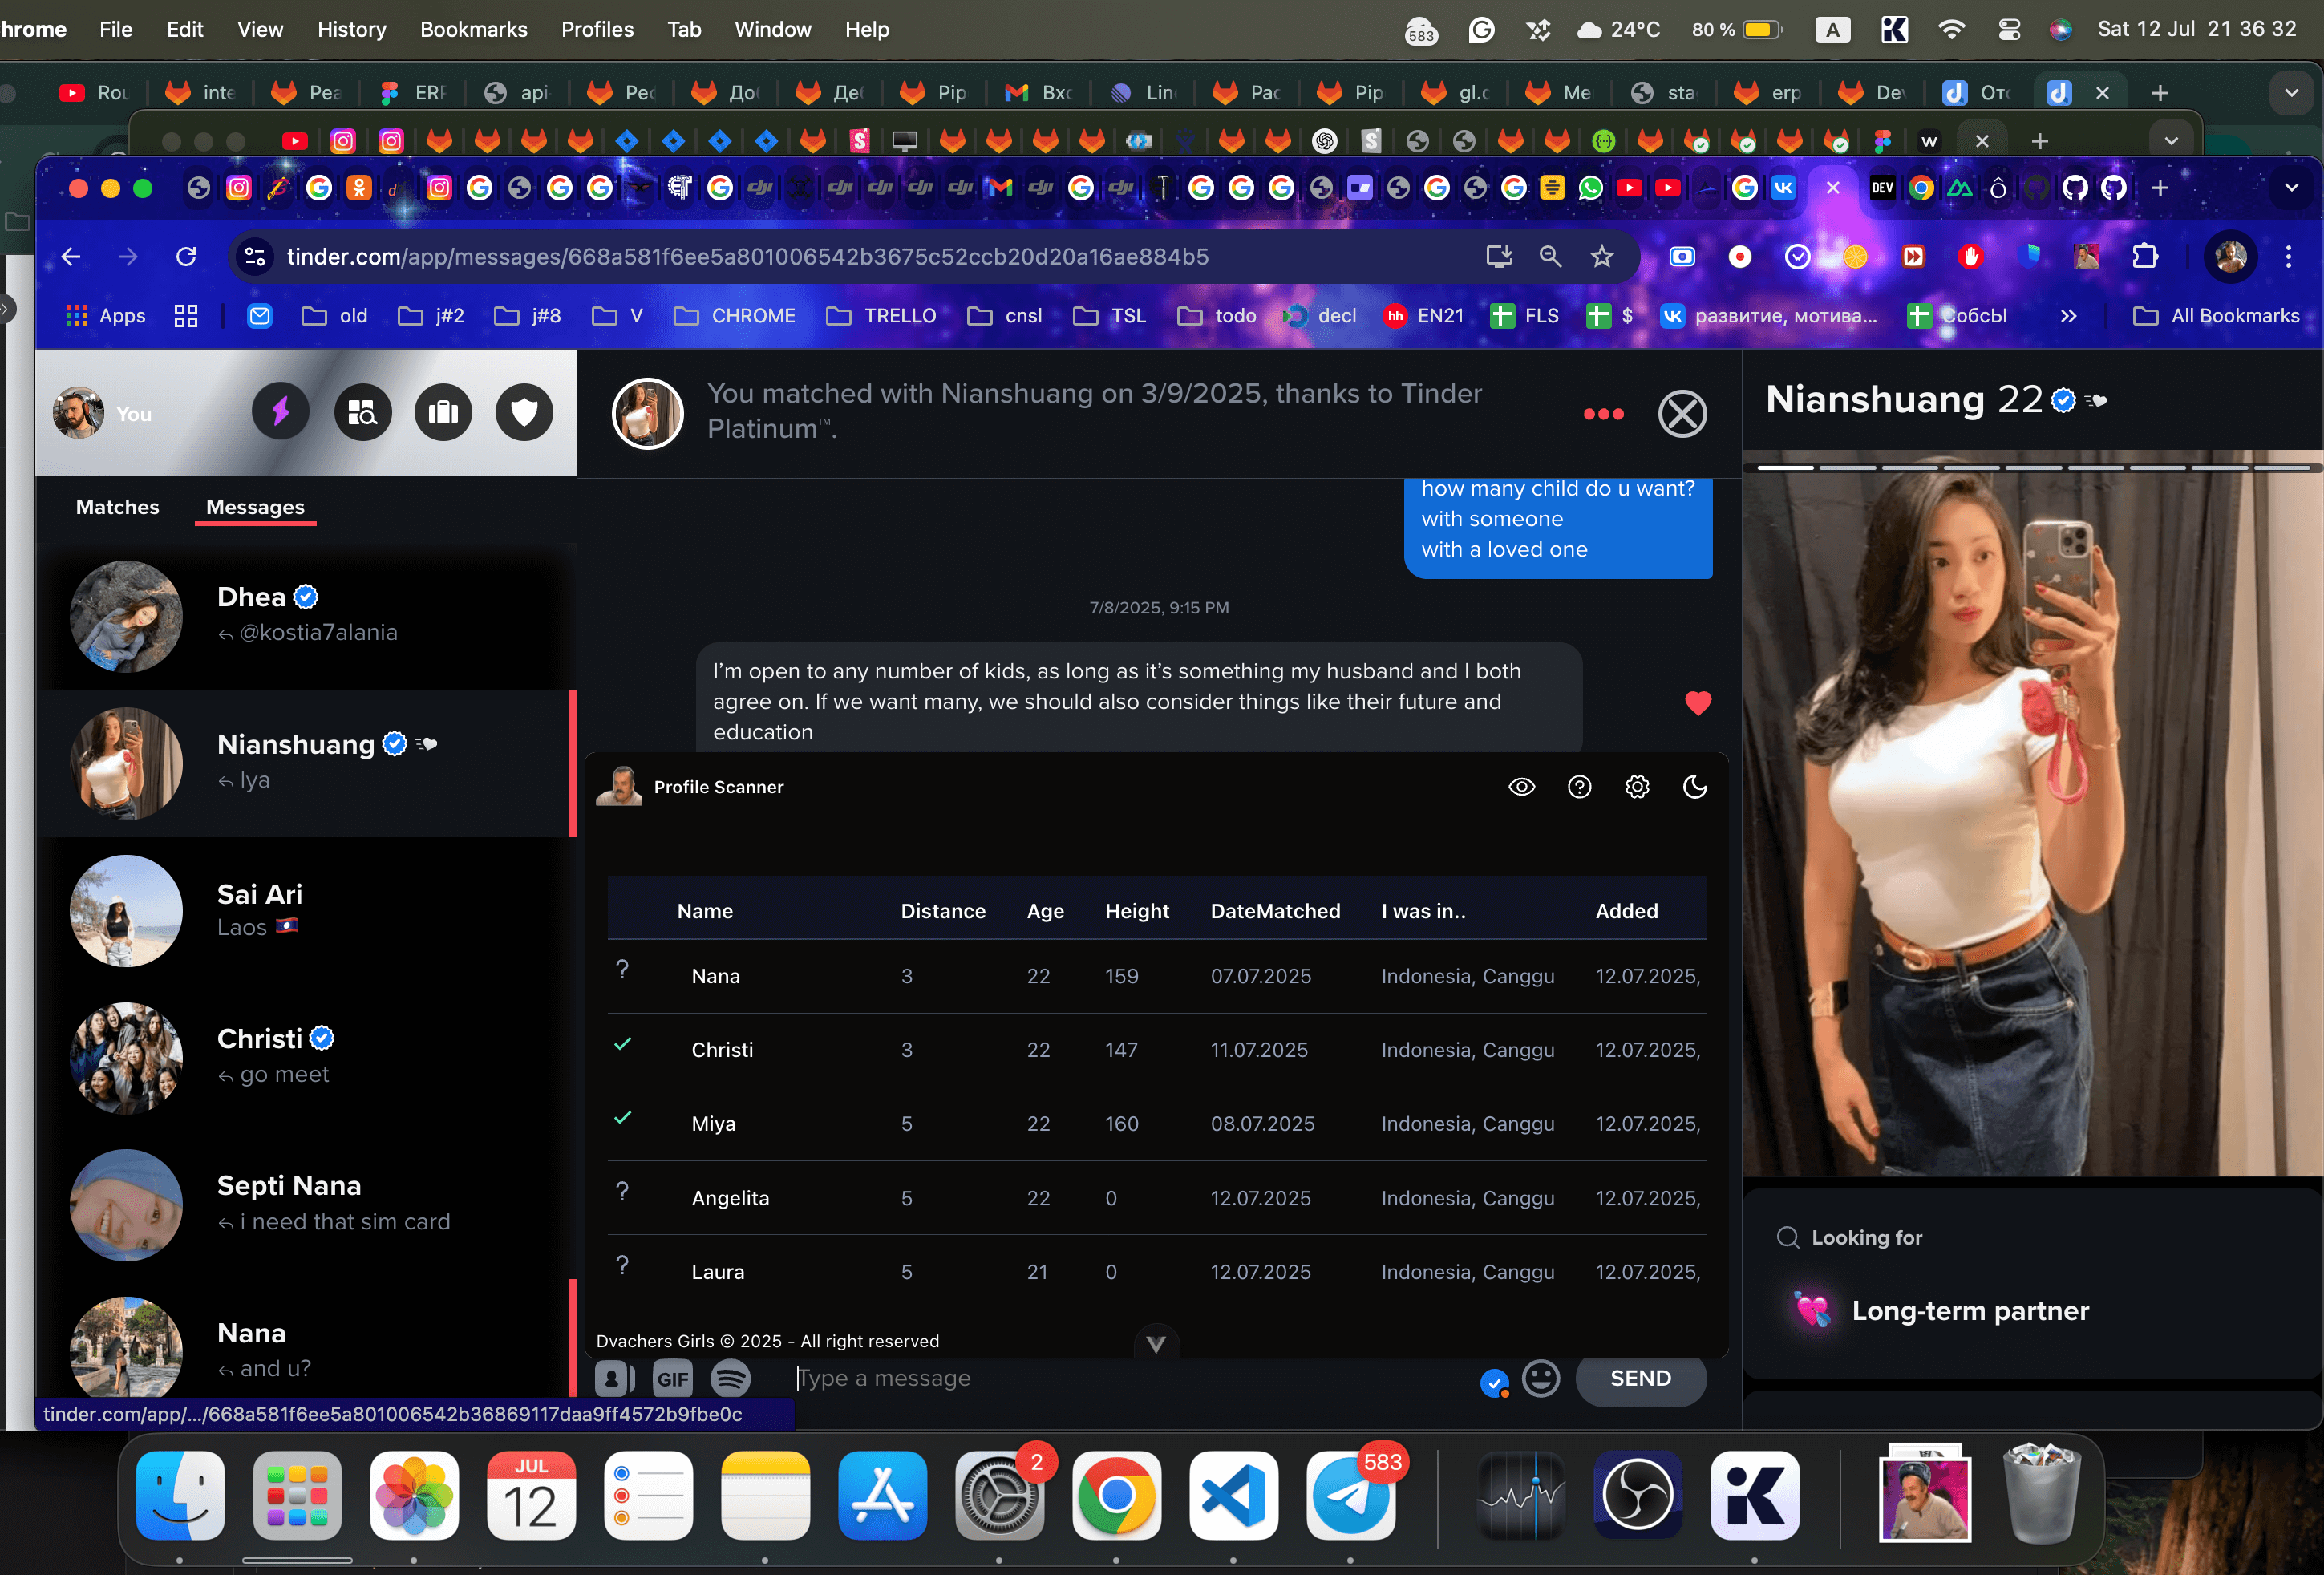 hrome File Edit View History Bookmarks Profiles Tab Window Help 583 24°C 80 % A Sat 12 Jul 21 36 32
Rou inte Pea ERP api Реф Доб Деб Pip Вхо Line Рас Pip gl.c Me sta erp Dev Отс
DEV
tinder.com/app/messages/668a581f6ee5a801006542b3675c52ccb20d20a16ae884b5
Apps old j#2 j#8 V CHROME TRELLO cnsl TSL todo decl hh EN21 FLS $ развитие, мотива... СобсЫ » All Bookmarks
You
You matched with Nianshuang on 3/9/2025, thanks to Tinder
Platinum™.
Nianshuang 22
Matches Messages
Dhea
@kostia7alania
Nianshuang
lya
Sai Ari
Laos
Christi
go meet
Septi Nana
i need that sim card
Nana
and u?
tinder.com/app/.../668a581f6ee5a801006542b36869117daa9ff4572b9fbe0c
how many child do u want?
with someone
with a loved one
7/8/2025, 9:15 PM
I'm open to any number of kids, as long as it's something my husband and I both
agree on. If we want many, we should also consider things like their future and
education
Profile Scanner
Name Distance Age Height DateMatched I was in.. Added
? Nana 3 22 159 07.07.2025 Indonesia, Canggu 12.07.2025,
Christi 3 22 147 11.07.2025 Indonesia, Canggu 12.07.2025,
Miya 5 22 160 08.07.2025 Indonesia, Canggu 12.07.2025,
? Angelita 5 22 0 12.07.2025 Indonesia, Canggu 12.07.2025,
? Laura 5 21 0 12.07.2025 Indonesia, Canggu 12.07.2025,
Dvachers Girls © 2025 - All right reserved
GIF Type a message SEND
Looking for
Long-term partner
JUL
12
2
583